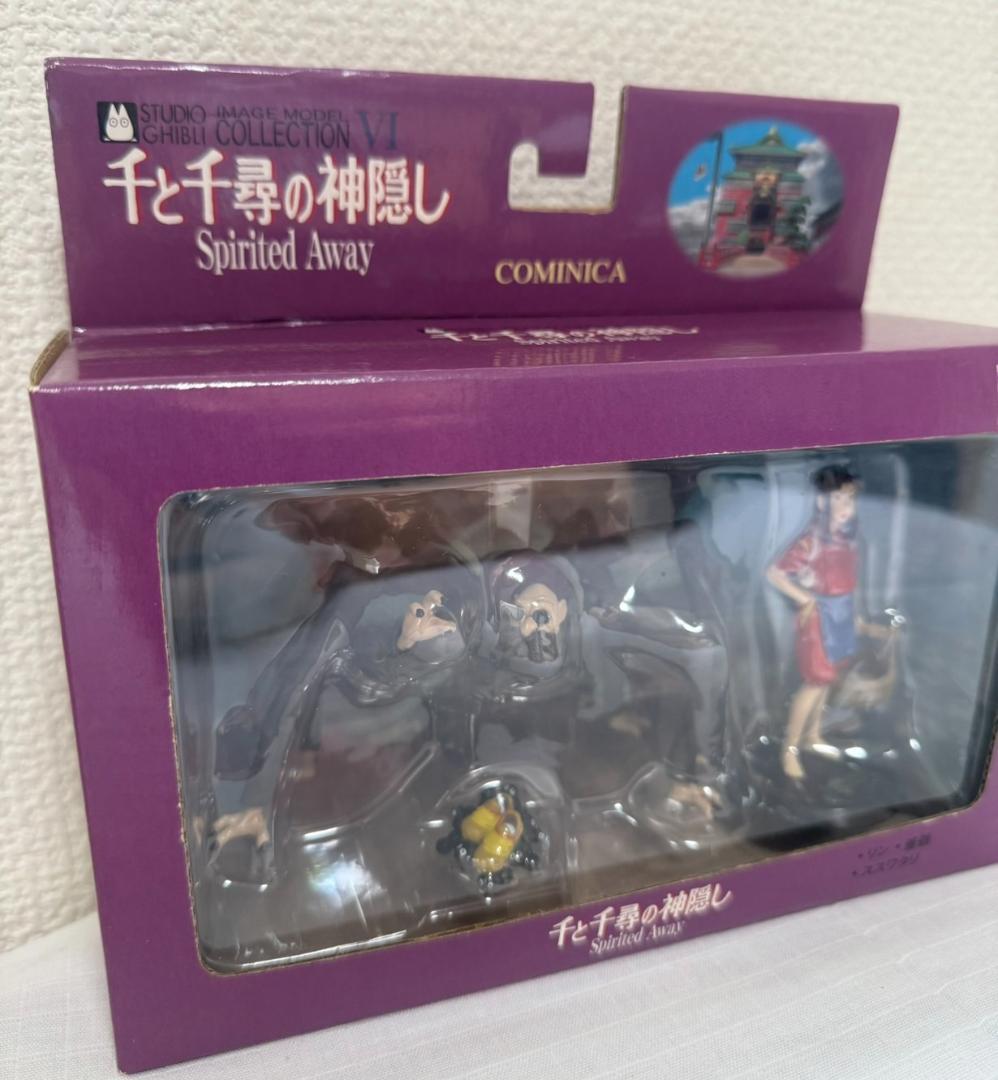 STUDIO GHIBLI
IMAGE MODEL COLLECTION VI
千と千尋の神隠し
Spirited Away
COMINICA
千と千尋の神隠し
Spirited Away
千と千尋の神隠し
Spirited Away
・リン・
・ススワタリ